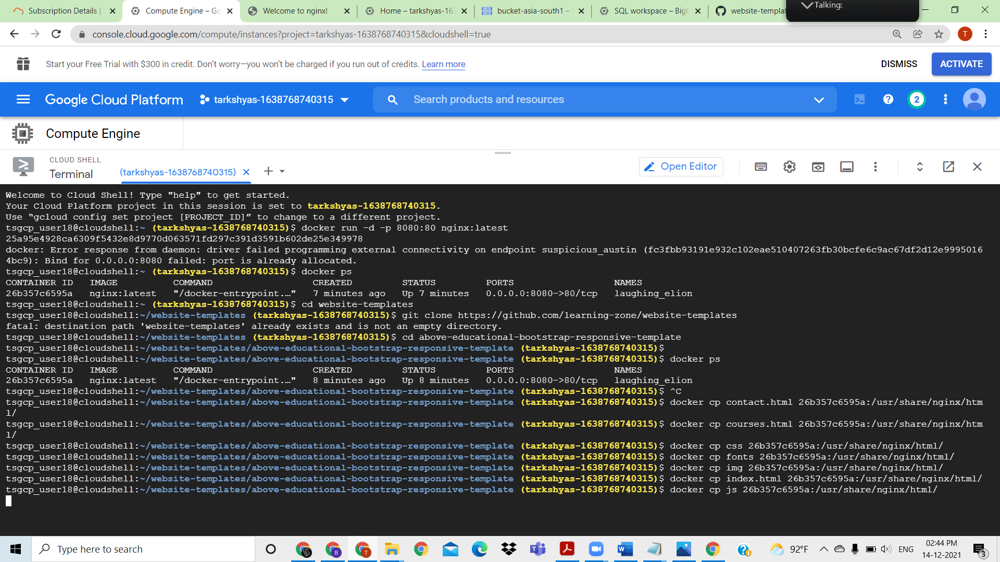 Subscription Details |
Compute Engine – Go
Welcome to nginx!
Home – tarkshyas-163
bucket-asia-south1 –
SQL workspace – BigQ
website-templat
Talking:
console.cloud.google.com/compute/instances?project=tarkshyas-1638768740315&cloudshell=true
T
Start your Free Trial with $300 in credit. Don't worry—you won't be charged if you run out of credits. Learn more
DISMISS
ACTIVATE
Google Cloud Platform
tarkshyas-1638768740315
Search products and resources
2
Compute Engine
CLOUD SHELL
Terminal
(tarkshyas-1638768740315)
Open Editor
Welcome to Cloud Shell! Type "help" to get started.
Your Cloud Platform project in this session is set to tarkshyas-1638768740315.
Use “gcloud config set project [PROJECT_ID]” to change to a different project.
tsgcp_user18@cloudshell:~ (tarkshyas-1638768740315)$ docker run -d -p 8080:80 nginx:latest
25a95e4928ca6309f5432e8d9770d063571fd297c391d3591b602de25e349978
docker: Error response from daemon: driver failed programming external connectivity on endpoint suspicious_austin (fc3fbb93191e932c102eae510407263fb30bcfe6c9ac67df2d12e9995016
4bc9): Bind for 0.0.0.0:8080 failed: port is already allocated.
tsgcp_user18@cloudshell:~ (tarkshyas-1638768740315)$ docker ps
CONTAINER ID   IMAGE          COMMAND                  CREATED         STATUS         PORTS                  NAMES
26b357c6595a   nginx:latest   "/docker-entrypoint.…"   7 minutes ago   Up 7 minutes   0.0.0.0:8080->80/tcp   laughing_elion
tsgcp_user18@cloudshell:~ (tarkshyas-1638768740315)$ cd website-templates
tsgcp_user18@cloudshell:~/website-templates (tarkshyas-1638768740315)$ git clone https://github.com/learning-zone/website-templates
fatal: destination path 'website-templates' already exists and is not an empty directory.
tsgcp_user18@cloudshell:~/website-templates (tarkshyas-1638768740315)$ cd above-educational-bootstrap-responsive-template
tsgcp_user18@cloudshell:~/website-templates/above-educational-bootstrap-responsive-template (tarkshyas-1638768740315)$
tsgcp_user18@cloudshell:~/website-templates/above-educational-bootstrap-responsive-template (tarkshyas-1638768740315)$ docker ps
CONTAINER ID   IMAGE          COMMAND                  CREATED         STATUS         PORTS                  NAMES
26b357c6595a   nginx:latest   "/docker-entrypoint.…"   8 minutes ago   Up 8 minutes   0.0.0.0:8080->80/tcp   laughing_elion
tsgcp_user18@cloudshell:~/website-templates/above-educational-bootstrap-responsive-template (tarkshyas-1638768740315)$ ^C
tsgcp_user18@cloudshell:~/website-templates/above-educational-bootstrap-responsive-template (tarkshyas-1638768740315)$ docker cp contact.html 26b357c6595a:/usr/share/nginx/htm
l/
tsgcp_user18@cloudshell:~/website-templates/above-educational-bootstrap-responsive-template (tarkshyas-1638768740315)$ docker cp courses.html 26b357c6595a:/usr/share/nginx/htm
l/
tsgcp_user18@cloudshell:~/website-templates/above-educational-bootstrap-responsive-template (tarkshyas-1638768740315)$ docker cp css 26b357c6595a:/usr/share/nginx/html/
tsgcp_user18@cloudshell:~/website-templates/above-educational-bootstrap-responsive-template (tarkshyas-1638768740315)$ docker cp fonts 26b357c6595a:/usr/share/nginx/html/
tsgcp_user18@cloudshell:~/website-templates/above-educational-bootstrap-responsive-template (tarkshyas-1638768740315)$ docker cp img 26b357c6595a:/usr/share/nginx/html/
tsgcp_user18@cloudshell:~/website-templates/above-educational-bootstrap-responsive-template (tarkshyas-1638768740315)$ docker cp index.html 26b357c6595a:/usr/share/nginx/html/
tsgcp_user18@cloudshell:~/website-templates/above-educational-bootstrap-responsive-template (tarkshyas-1638768740315)$ docker cp js 26b357c6595a:/usr/share/nginx/html/
Type here to search
92°F
ENG
02:44 PM
14-12-2021
3